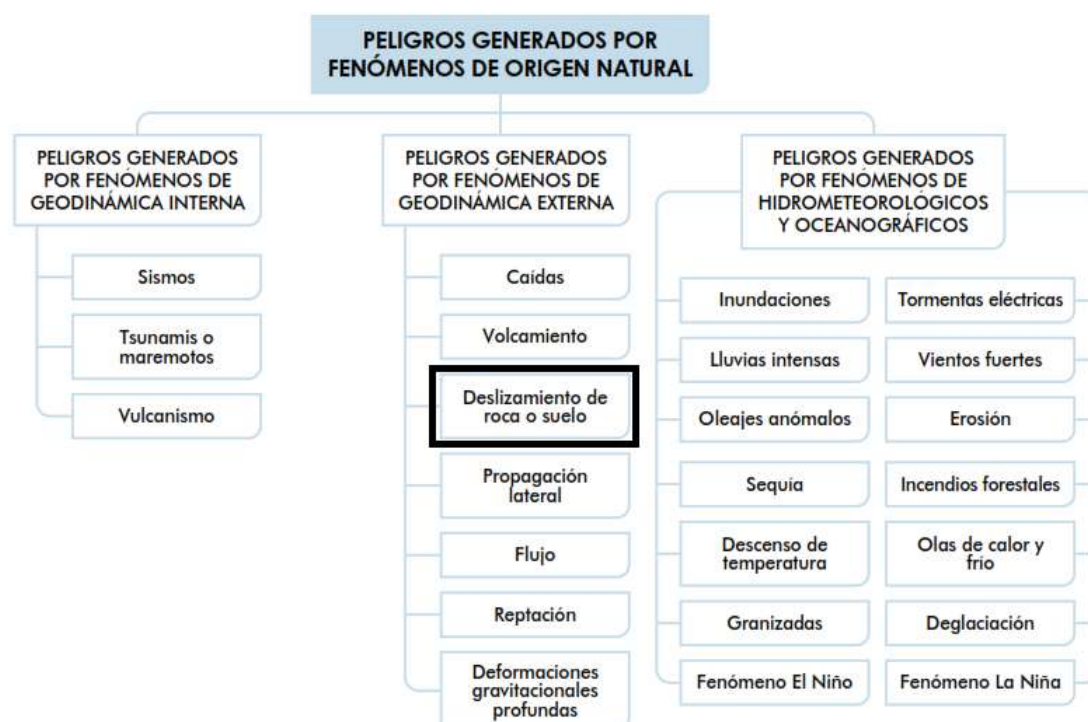 PELIGROS GENERADOS POR
FENÓMENOS DE ORIGEN NATURAL
PELIGROS GENERADOS
POR FENÓMENOS DE
GEODINÁMICA INTERNA
Sismos
Tsunamis o
maremotos
Vulcanismo
PELIGROS GENERADOS
POR FENÓMENOS DE
GEODINÁMICA EXTERNA
Caídas
Volcamiento
Deslizamiento de
roca o suelo
Propagación
lateral
Flujo
Reptación
Deformaciones
gravitacionales
profundas
PELIGROS GENERADOS
POR FENÓMENOS DE
HIDROMETEOROLÓGICOS
Y OCEANOGRÁFICOS
Inundaciones
Lluvias intensas
Oleajes anómalos
Sequía
Descenso de
temperatura
Granizadas
Fenómeno El Niño
Tormentas eléctricas
Vientos fuertes
Erosión
Incendios forestales
Olas de calor y
frío
Deglaciación
Fenómeno La Niña